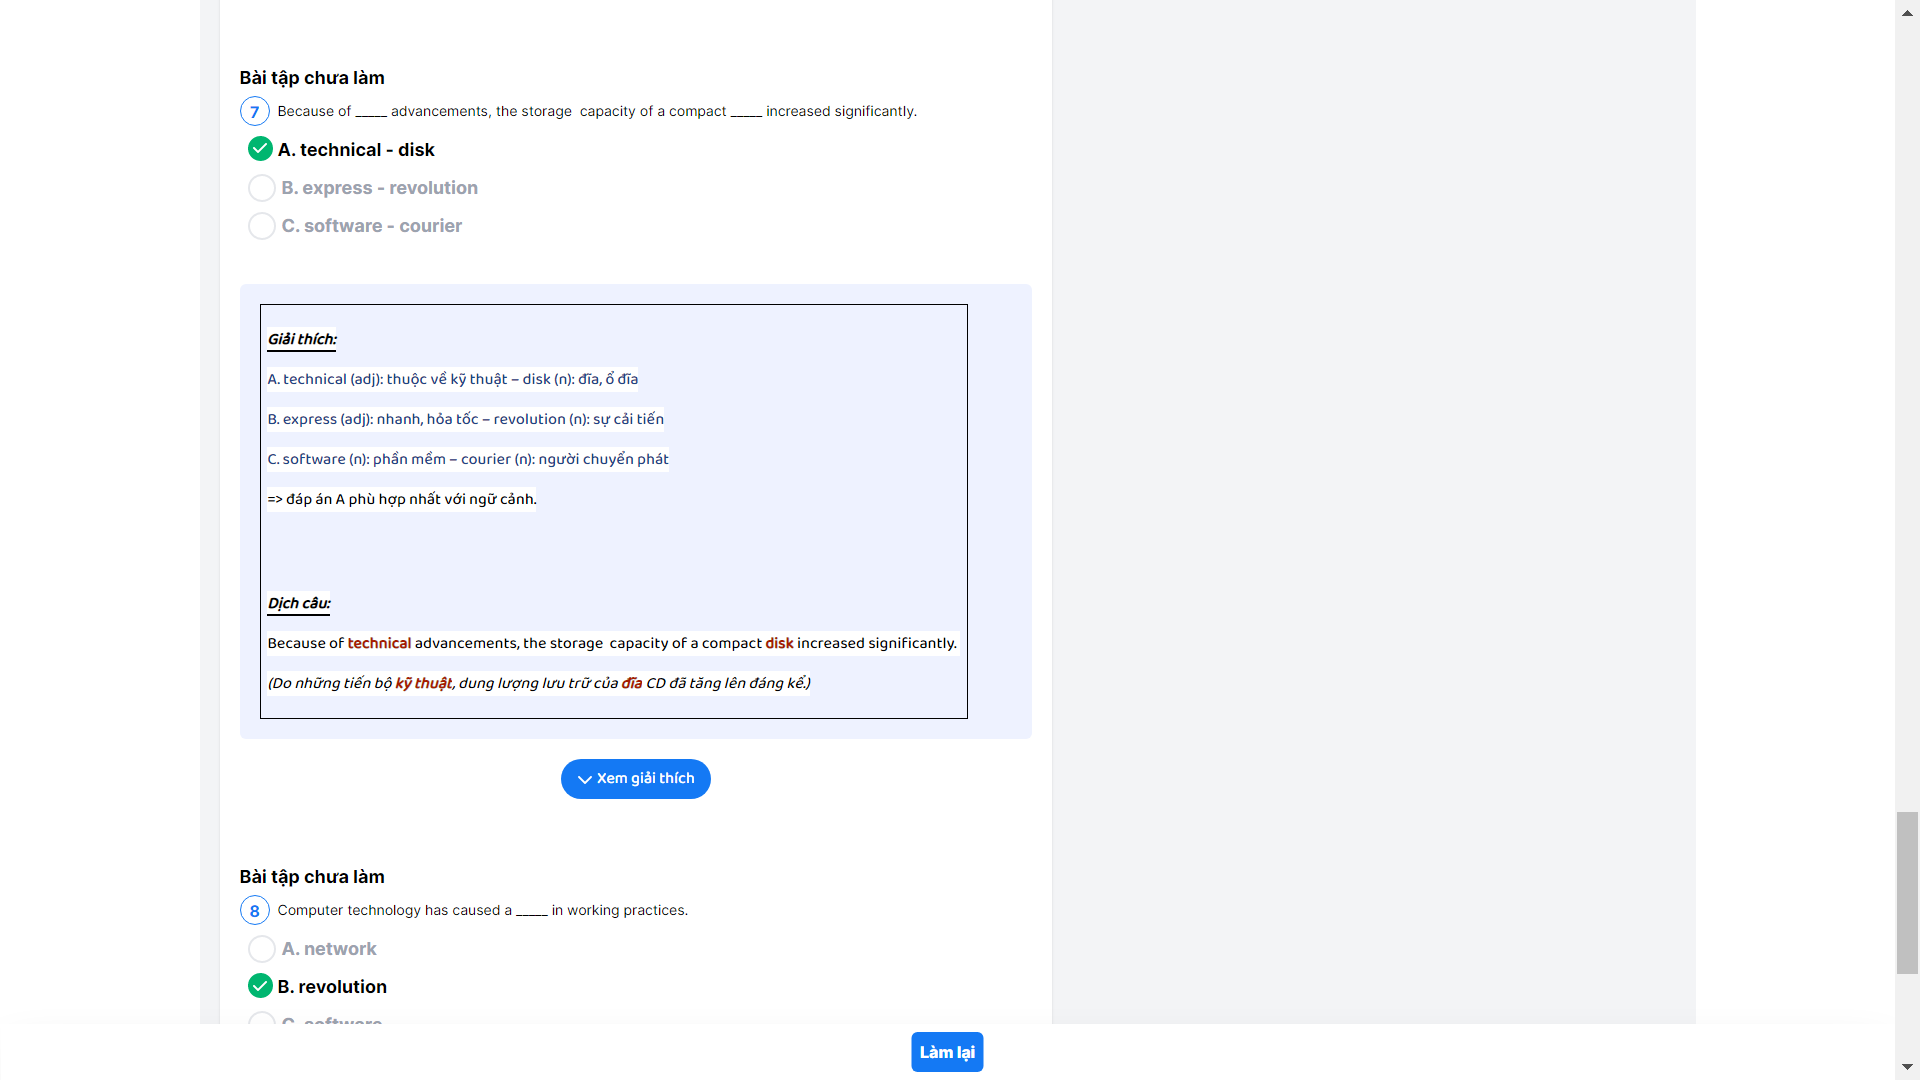 Bài tập chưa làm
7 Because of _____ advancements, the storage capacity of a compact _____ increased significantly.
A. technical - disk
B. express - revolution
C. software - courier
Giải thích:
A. technical (adj): thuộc về kỹ thuật – disk (n): đĩa, ổ đĩa
B. express (adj): nhanh, hỏa tốc – revolution (n): sự cải tiến
C. software (n): phần mềm – courier (n): người chuyển phát
=> đáp án A phù hợp nhất với ngữ cảnh.
Dịch câu:
Because of technical advancements, the storage capacity of a compact disk increased significantly.
(Do những tiến bộ kỹ thuật, dung lượng lưu trữ của đĩa CD đã tăng lên đáng kể.)
Xem giải thích
Bài tập chưa làm
8 Computer technology has caused a _____ in working practices.
A. network
B. revolution
C. software
Làm lại